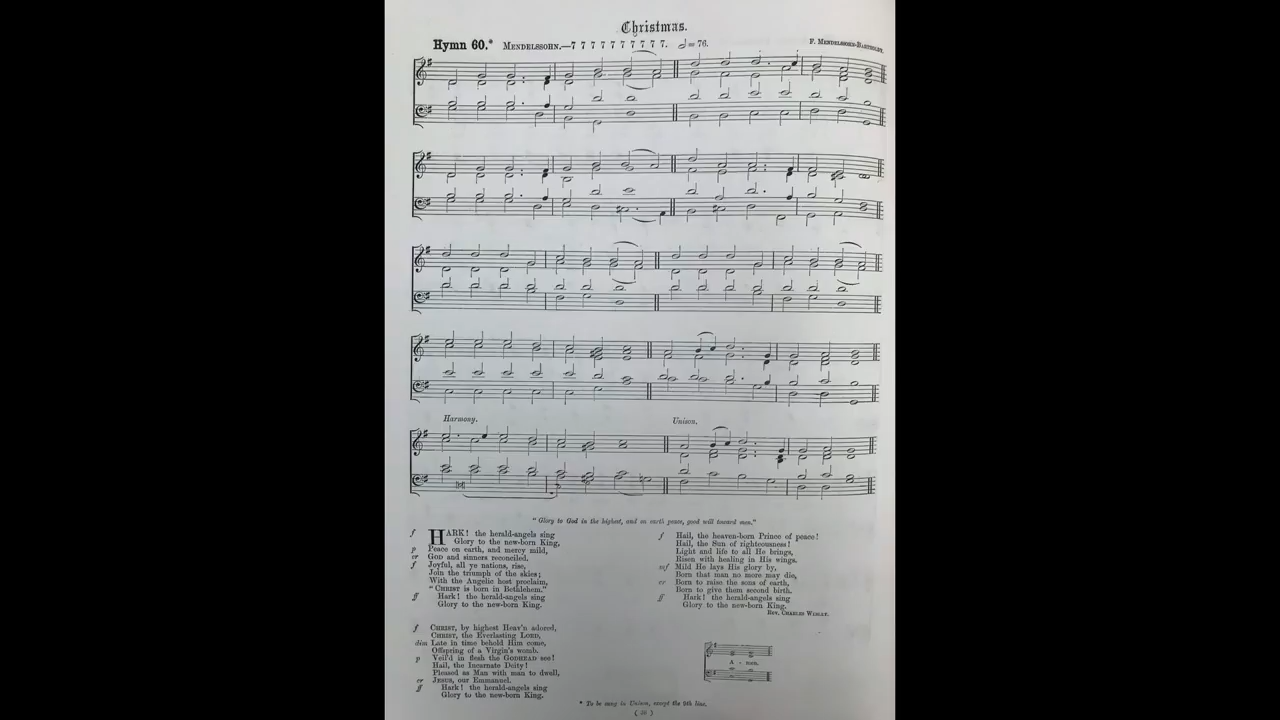 Christmas.
Hymn 60.* MENDELSSOHN.—7 7 7 7 7 7 7 7 7 7. = 76. F. MENDELSSOHN-BARTHOLDY.
Harmony. Unison.
"Glory to God in the highest, and on earth peace, good will toward men."
f HARK! the herald-angels sing
Glory to the new-born King,
p Peace on earth, and mercy mild,
cr GOD and sinners reconciled.
f Joyful, all ye nations, rise,
Join the triumph of the skies;
With the Angelic host proclaim,
"CHRIST is born in Bethlehem."
ff Hark! the herald-angels sing
Glory to the new-born King.
f CHRIST, by highest Heav'n adored,
CHRIST, the Everlasting LORD,
dim Late in time behold Him come,
Offspring of a Virgin's womb.
p Veil'd in flesh the GODHEAD see!
Hail, the Incarnate Deity!
Pleased as Man with man to dwell,
cr JESUS, our Emmanuel.
ff Hark! the herald-angels sing
Glory to the new-born King.
f Hail, the heaven-born Prince of peace!
Hail, the Sun of righteousness!
Light and life to all He brings,
Risen with healing in His wings.
mf Mild He lays His glory by,
Born that man no more may die,
cr Born to raise the sons of earth,
Born to give them second birth.
ff Hark! the herald-angels sing
Glory to the new-born King.
REV. CHARLES WESLEY.
A - men.
* To be sung in Unison, except the 9th line.